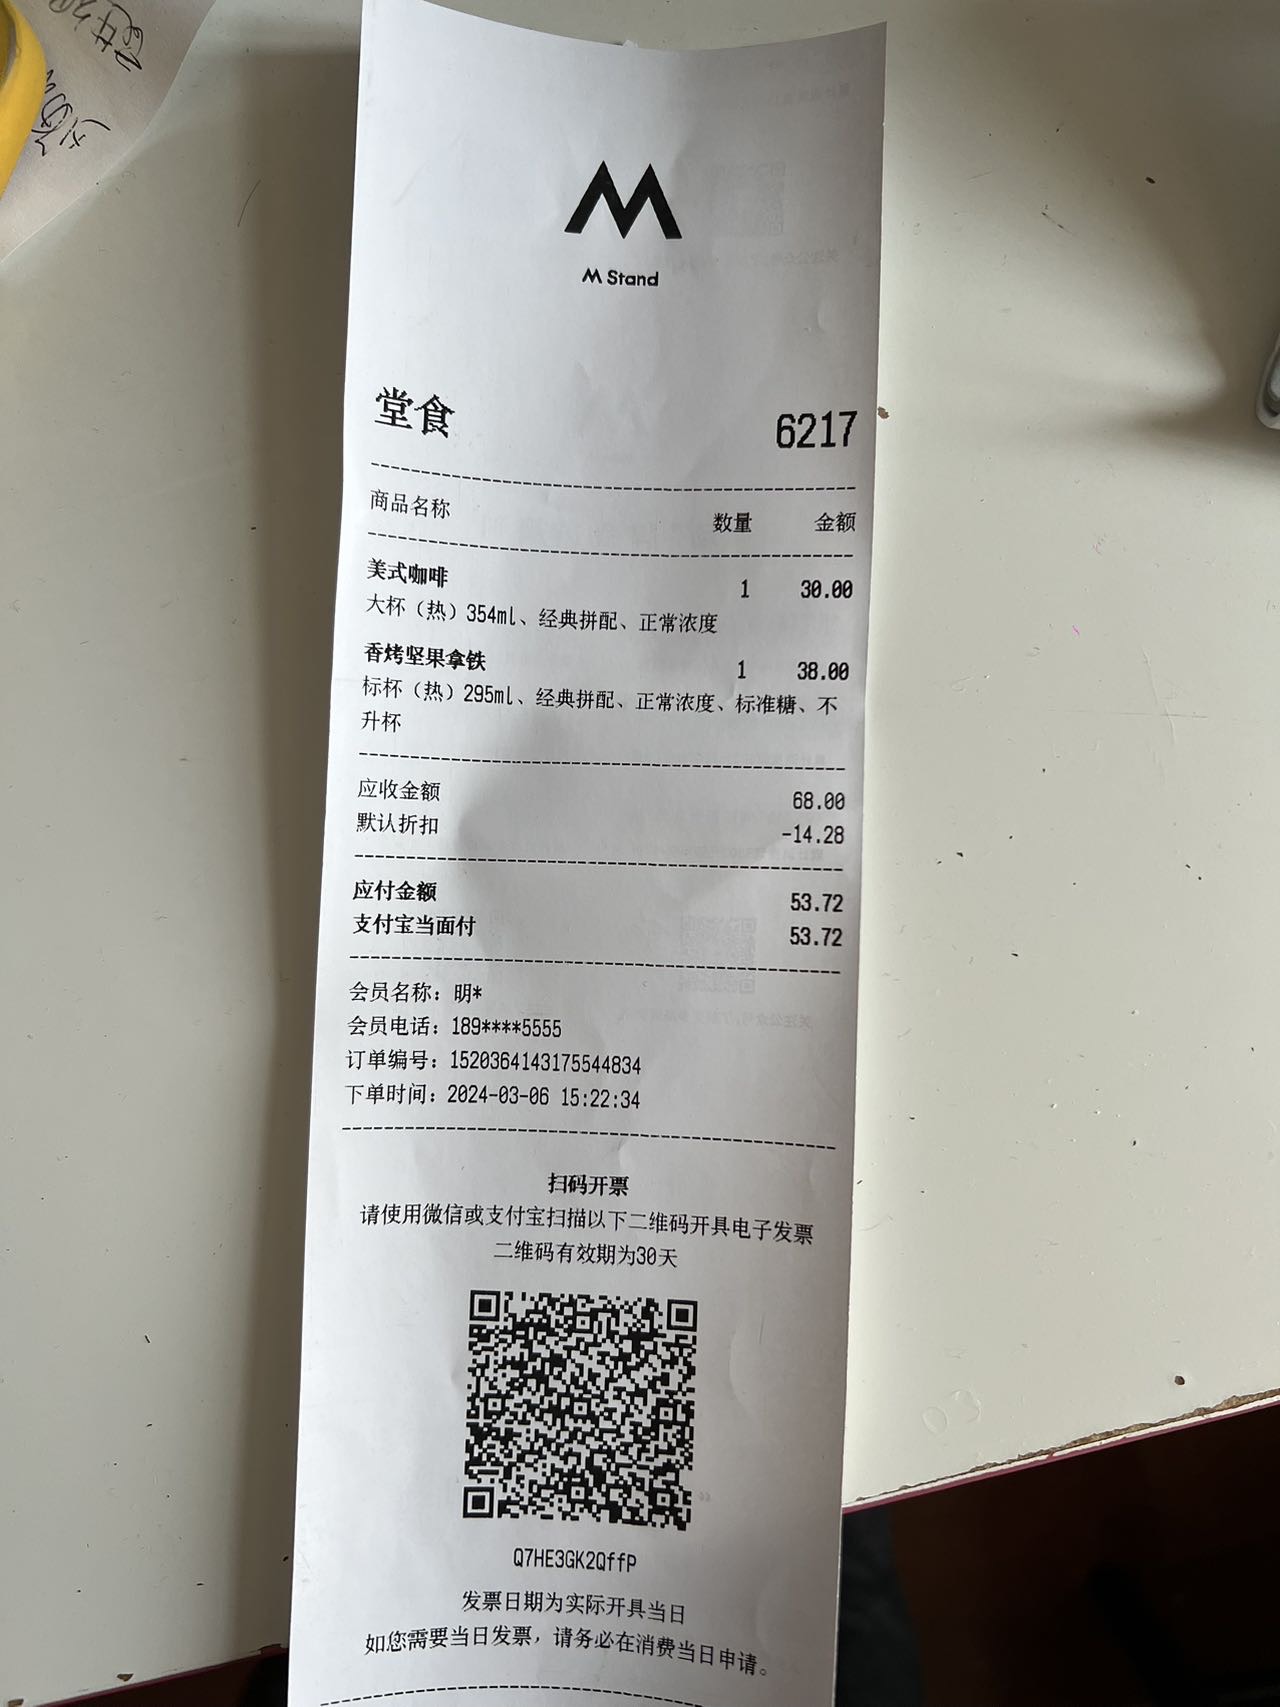 M Stand
堂食 6217
商品名称 数量 金额
美式咖啡 1 30.00
大杯（热）354ml、经典拼配、正常浓度
香烤坚果拿铁 1 38.00
标杯（热）295ml、经典拼配、正常浓度、标准糖、不
升杯
应收金额 68.00
默认折扣 -14.28
应付金额 53.72
支付宝当面付 53.72
会员名称：明*
会员电话：189****5555
订单编号：1520364143175544834
下单时间：2024-03-06 15:22:34
扫码开票
请使用微信或支付宝扫描以下二维码开具电子发票
二维码有效期为30天
Q7HE3GK2QffP
发票日期为实际开具当日
如您需要当日发票，请务必在消费当日申请。